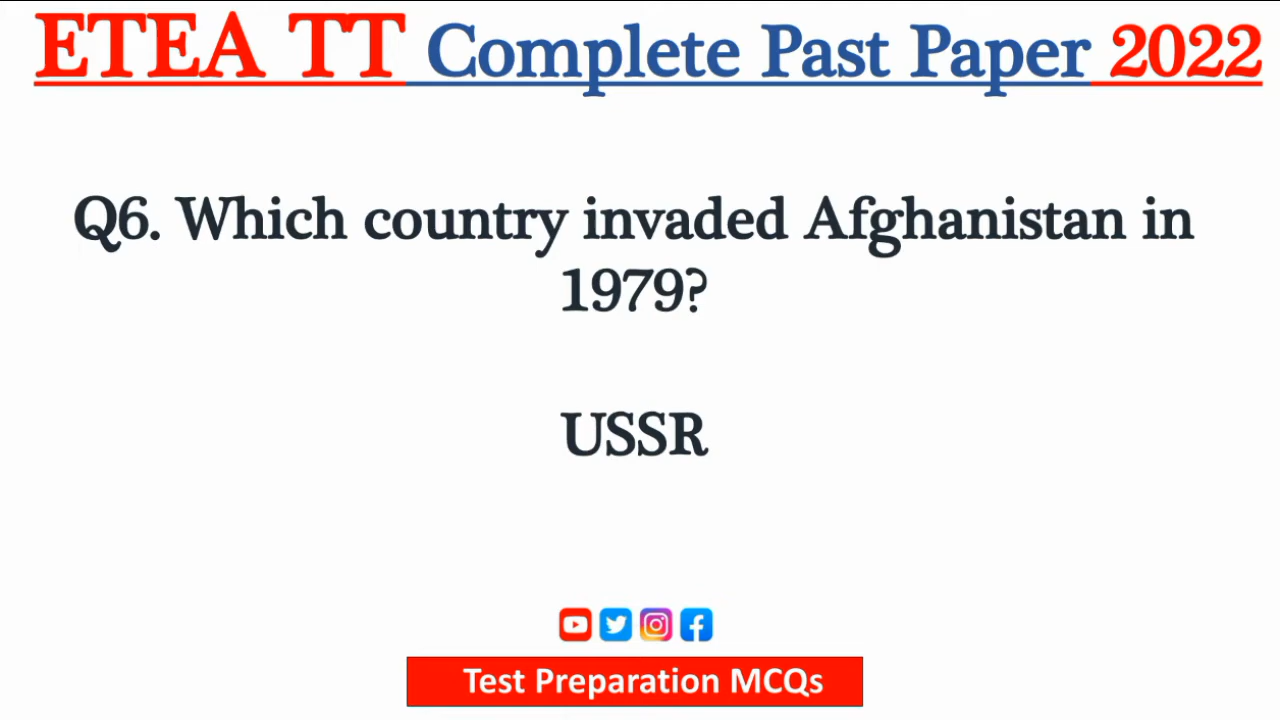 ETEA TT Complete Past Paper 2022
Q6. Which country invaded Afghanistan in
1979?
USSR
Test Preparation MCQs